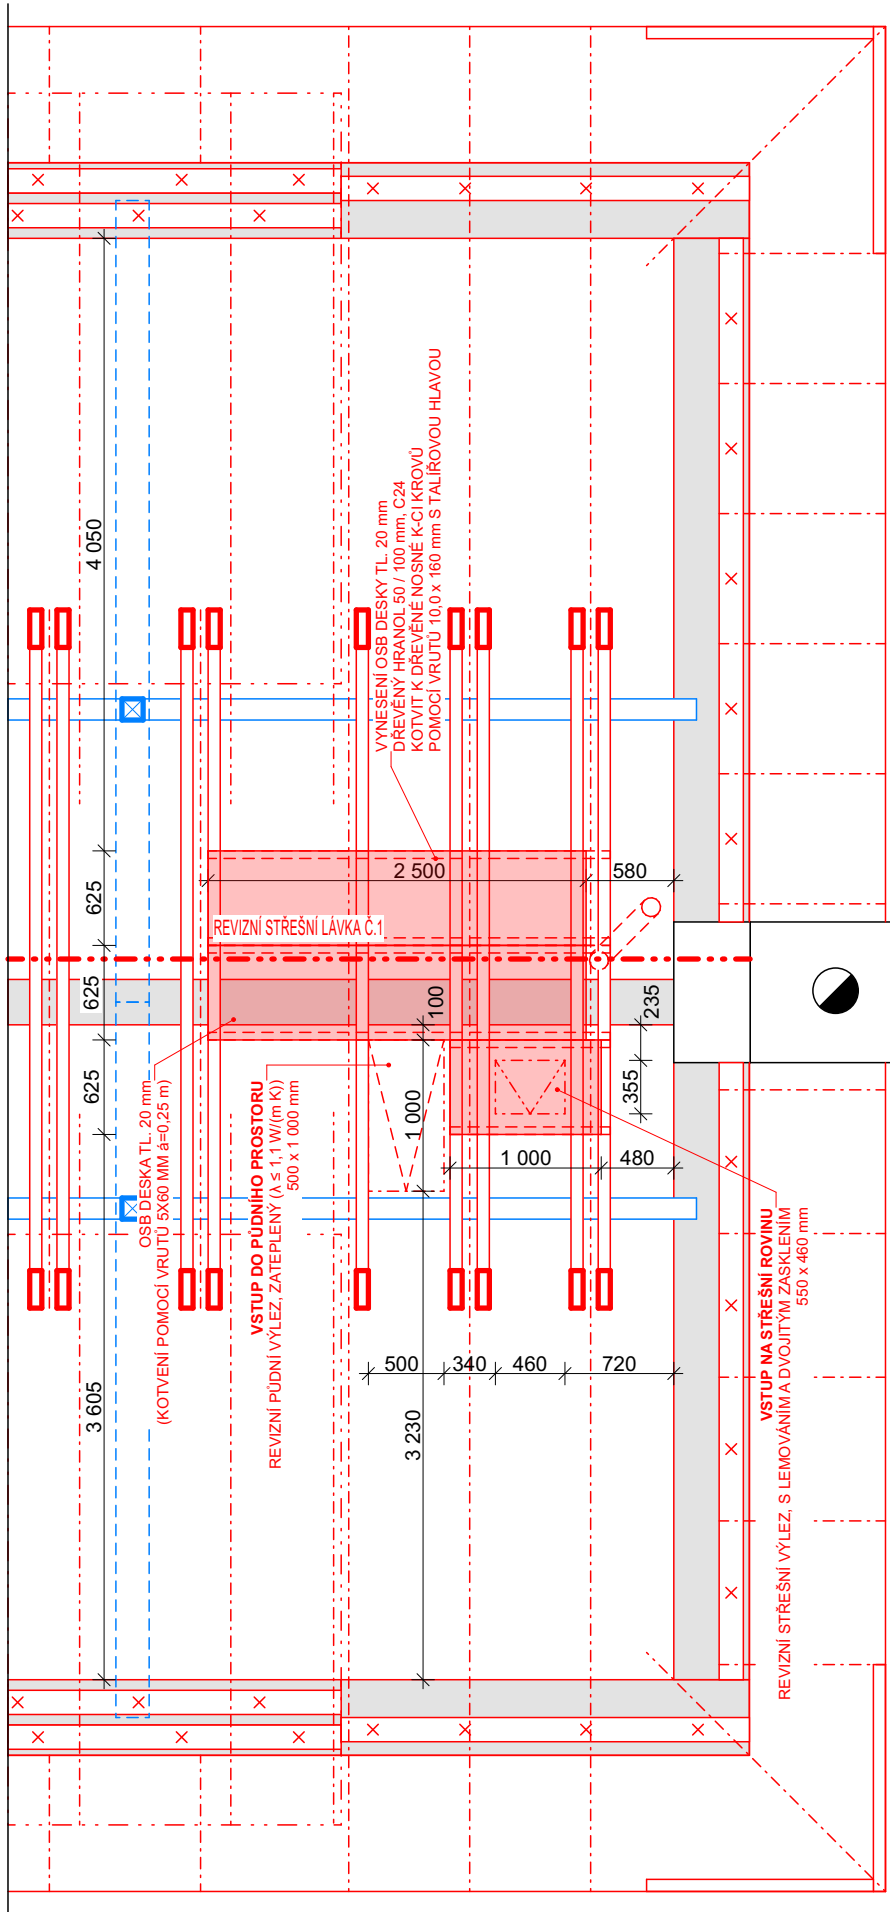 4 050
625
625
625
3 605
VYNESENÍ OSB DESKY TL. 20 mm
DŘEVĚNÝ HRANOL 50 / 100 mm, C24
KOTVIT K DŘEVĚNÉ NOSNÉ K-CI KROVŮ
POMOCÍ VRUTŮ 10,0 x 160 mm S TALÍŘOVOU HLAVOU
2 500
580
REVIZNÍ STŘEŠNÍ LÁVKA Č.1
100
235
355
1 000
1 000
480
OSB DESKA TL. 20 mm
(KOTVENÍ POMOCÍ VRUTŮ 5X60 MM á=0,25 m)
VSTUP DO PŮDNÍHO PROSTORU
REVIZNÍ PŮDNÍ VÝLEZ, ZATEPLENÝ (λ ≤ 1,1 W/(m K))
500 x 1 000 mm
500
340
460
720
3 230
VSTUP NA STŘEŠNÍ ROVINU
REVIZNÍ STŘEŠNÍ VÝLEZ, S LEMOVÁNÍM A DVOJITÝM ZASKLENÍM
550 x 460 mm